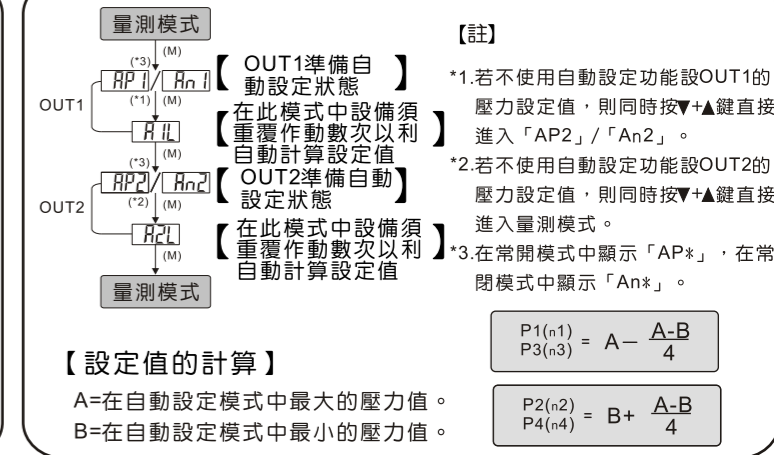 量測模式
(*3) (M)
AP1/ An1 【OUT1準備自動設定狀態】
OUT1
(*1) (M)
A1L 【在此模式中設備須重覆作動數次以利自動計算設定值】
(*3) (M)
AP2/ An2 【OUT2準備自動設定狀態】
OUT2
(*2) (M)
A2L 【在此模式中設備須重覆作動數次以利自動計算設定值】
(M)
量測模式
【註】
*1.若不使用自動設定功能設OUT1的
壓力設定值，則同時按▼+▲鍵直接
進入「AP2」/「An2」。
*2.若不使用自動設定功能設OUT2的
壓力設定值，則同時按▼+▲鍵直接
進入量測模式。
*3.在常開模式中顯示「AP*」，在常
閉模式中顯示「An*」。
【設定值的計算】
A=在自動設定模式中最大的壓力值。
B=在自動設定模式中最小的壓力值。
P1(n1)
P3(n3) = A－ A-B
4
P2(n2)
P4(n4) = B+ A-B
4